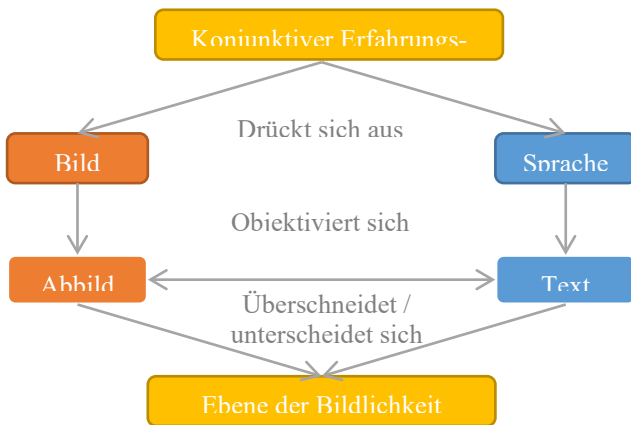 Konjunktiver Erfahrungs-
Drückt sich aus
Bild
Sprache
Objektiviert sich
Abbild
Text
Überschneidet /
unterscheidet sich
Ebene der Bildlichkeit